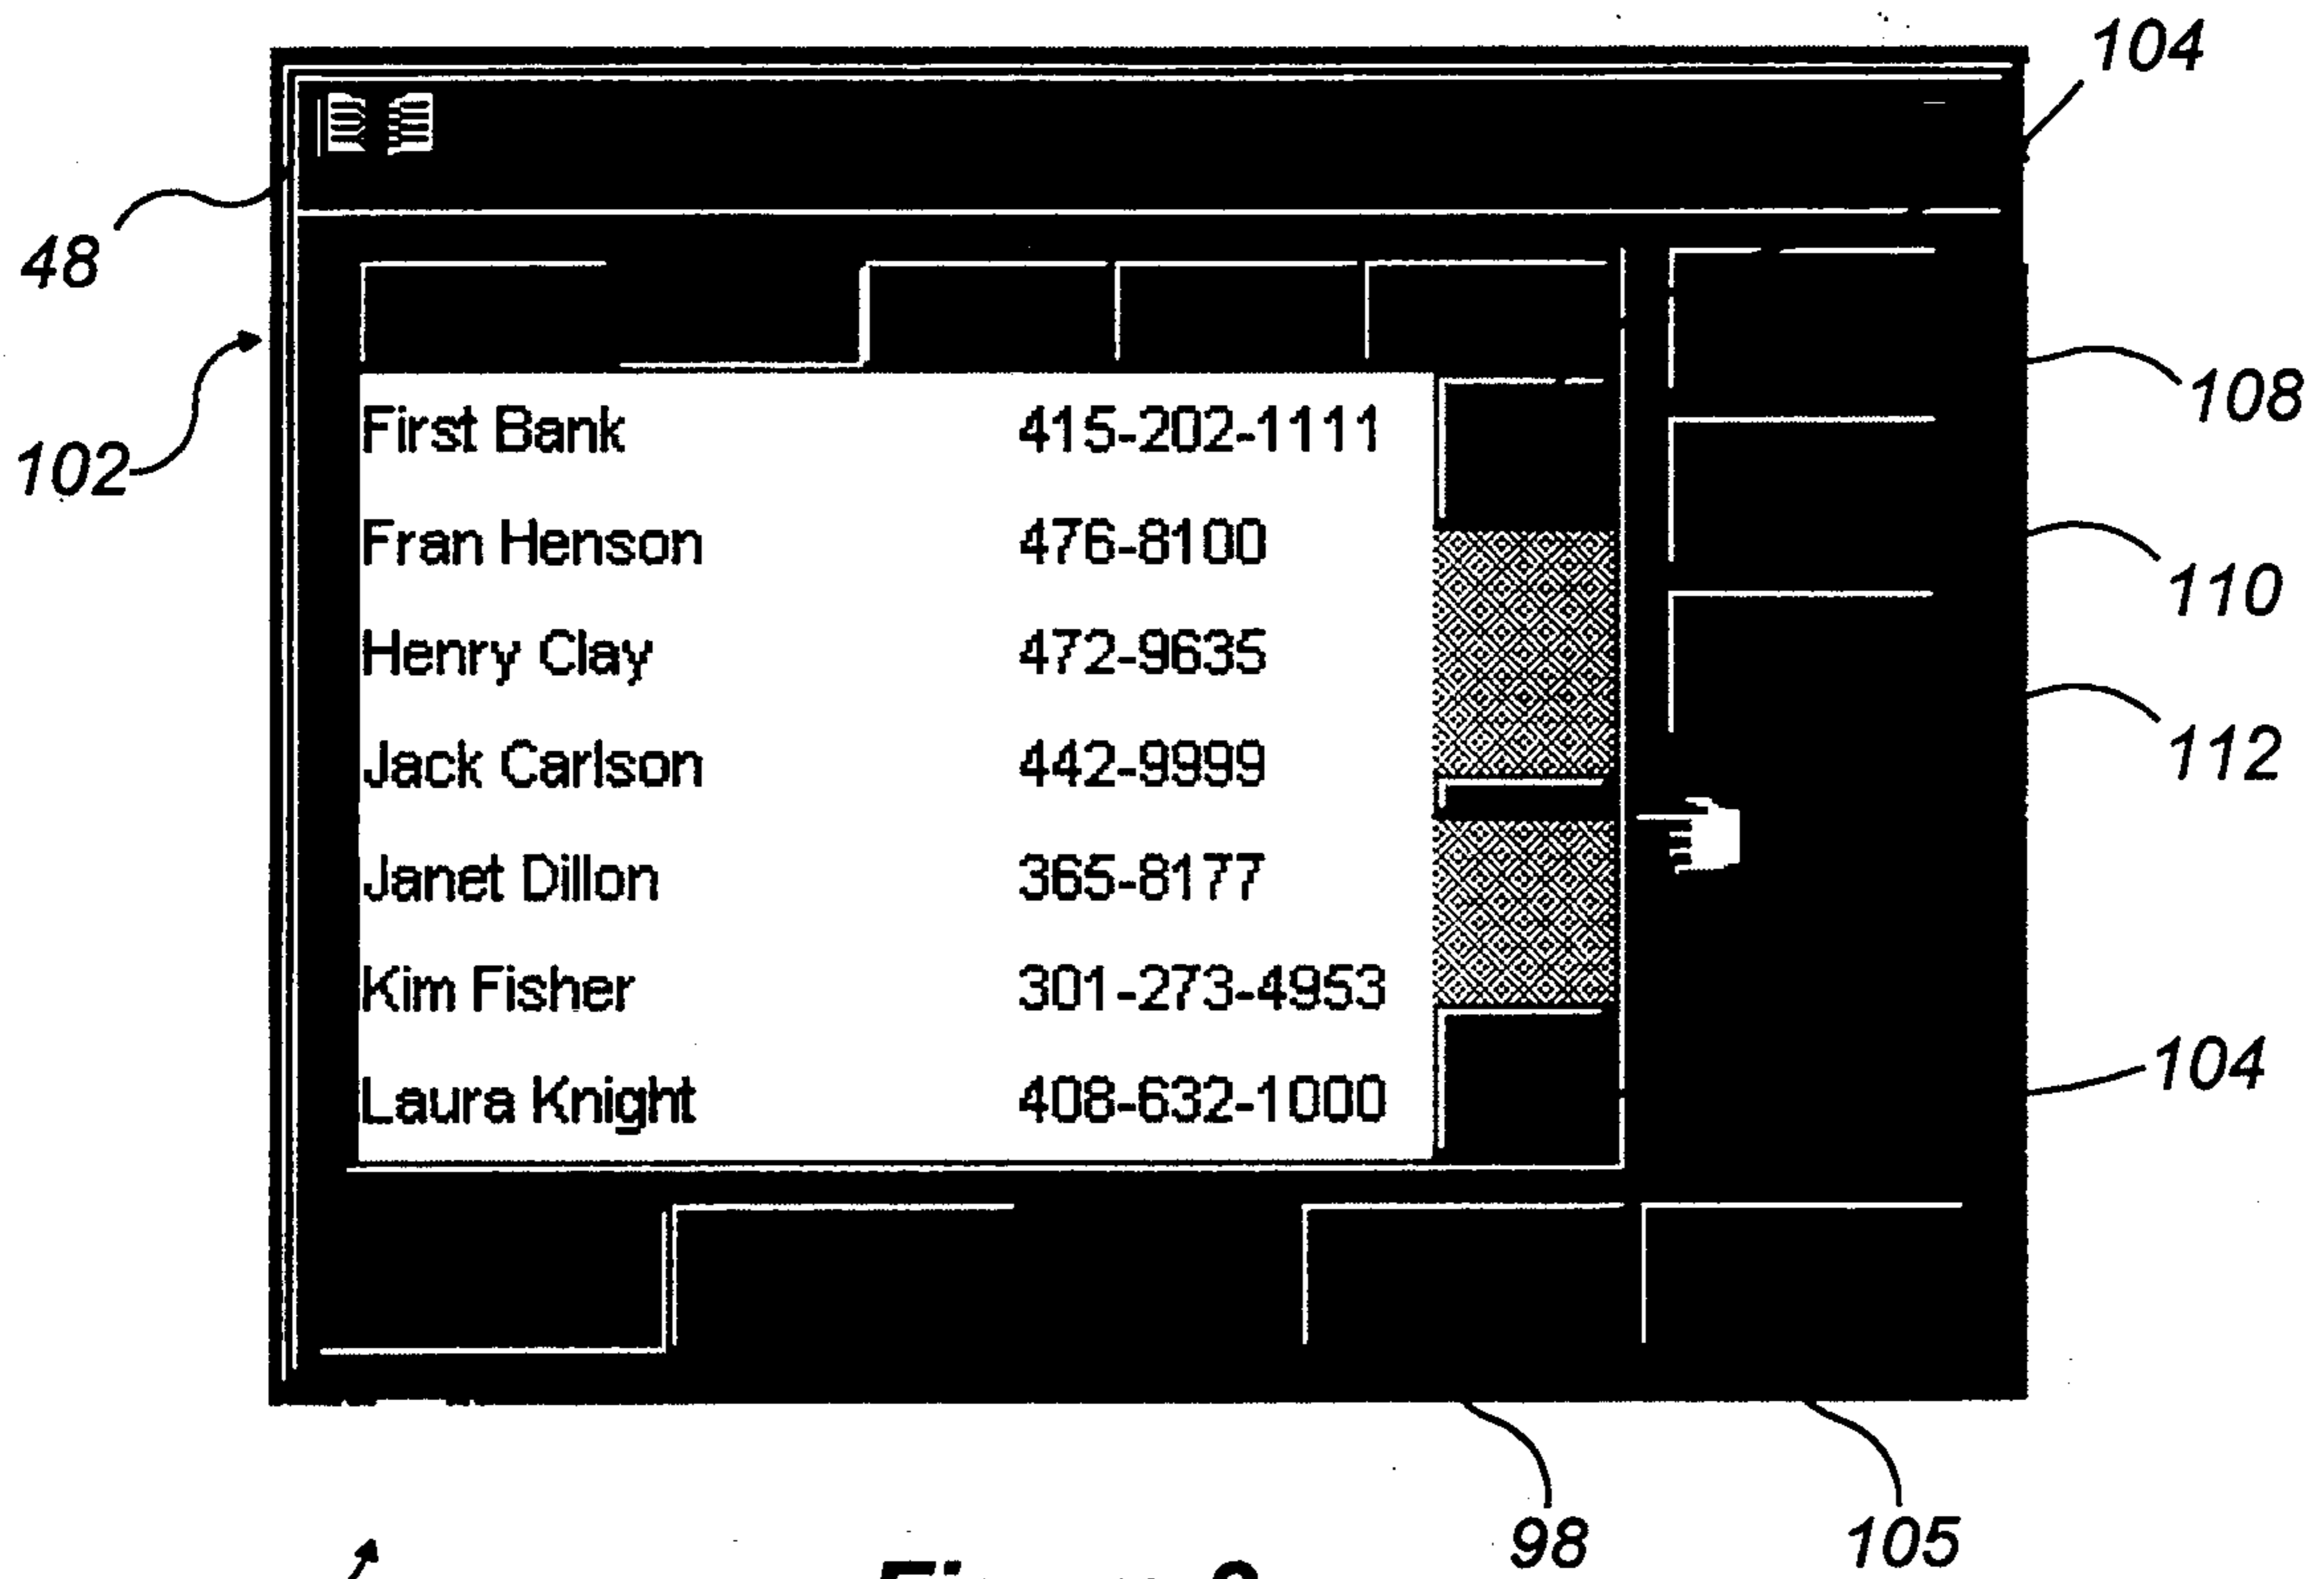 104
48
108
102
First Bank 415-202-1111
Fran Henson 476-8100
110
Henry Clay 472-9635
112
Jack Carlson 442-9999
Janet Dillon 365-8177
Kim Fisher 301-273-4953
104
Laura Knight 408-632-1000
98
105